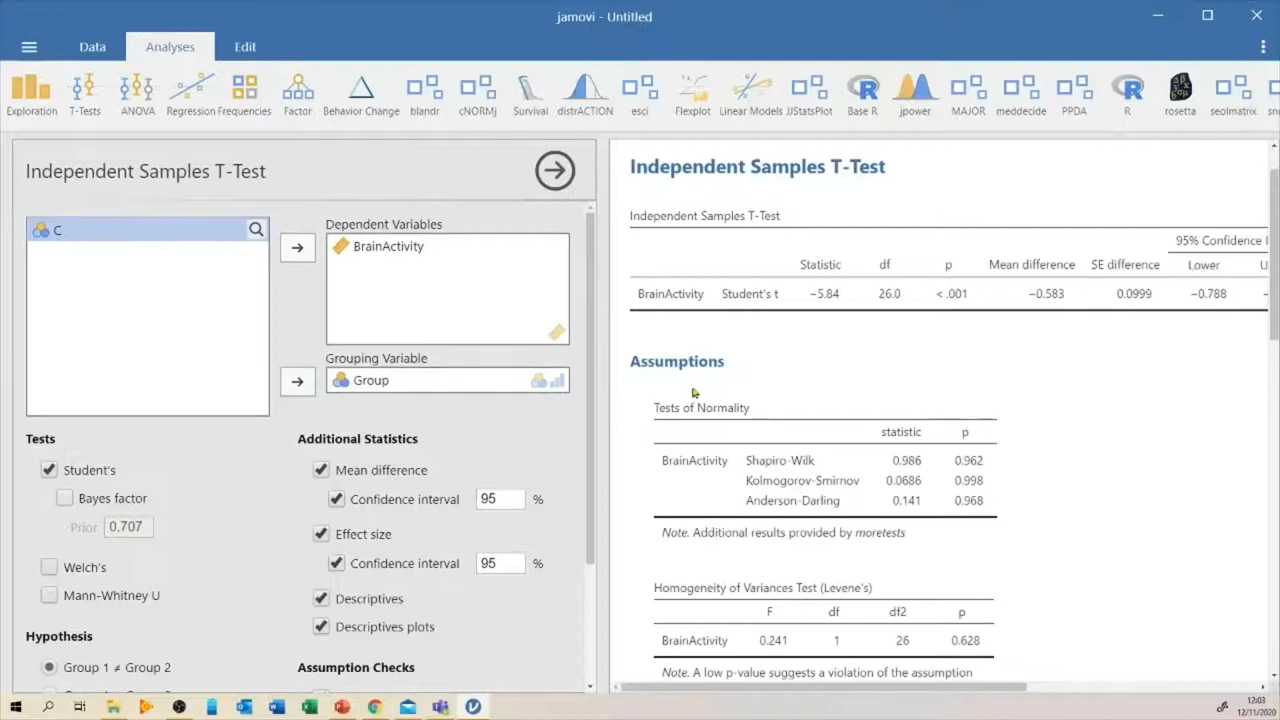 jamovi - Untitled
Data Analyses Edit
Exploration T-Tests ANOVA Regression Frequencies Factor Behavior Change blandr cNORMj Survival distrACTION esci Flexplot Linear Models JJStatsPlot Base R jpower MAJOR meddecide PPDA R rosetta seolmatrix
Independent Samples T-Test
C
Dependent Variables
BrainActivity
Grouping Variable
Group
Tests
Student's
Bayes factor
Prior 0.707
Welch's
Mann-Whitney U
Hypothesis
Group 1 ≠ Group 2
Additional Statistics
Mean difference
Confidence interval 95 %
Effect size
Confidence interval 95 %
Descriptives
Descriptives plots
Assumption Checks
Independent Samples T-Test
Independent Samples T-Test
95% Confidence I
Statistic df p Mean difference SE difference Lower U
BrainActivity Student's t −5.84 26.0 < .001 −0.583 0.0999 −0.788 −
Assumptions
Tests of Normality
statistic p
BrainActivity Shapiro-Wilk 0.986 0.962
Kolmogorov-Smirnov 0.0686 0.998
Anderson-Darling 0.141 0.968
Note. Additional results provided by moretests
Homogeneity of Variances Test (Levene's)
F df df2 p
BrainActivity 0.241 1 26 0.628
Note. A low p-value suggests a violation of the assumption
12:03
12/11/2020